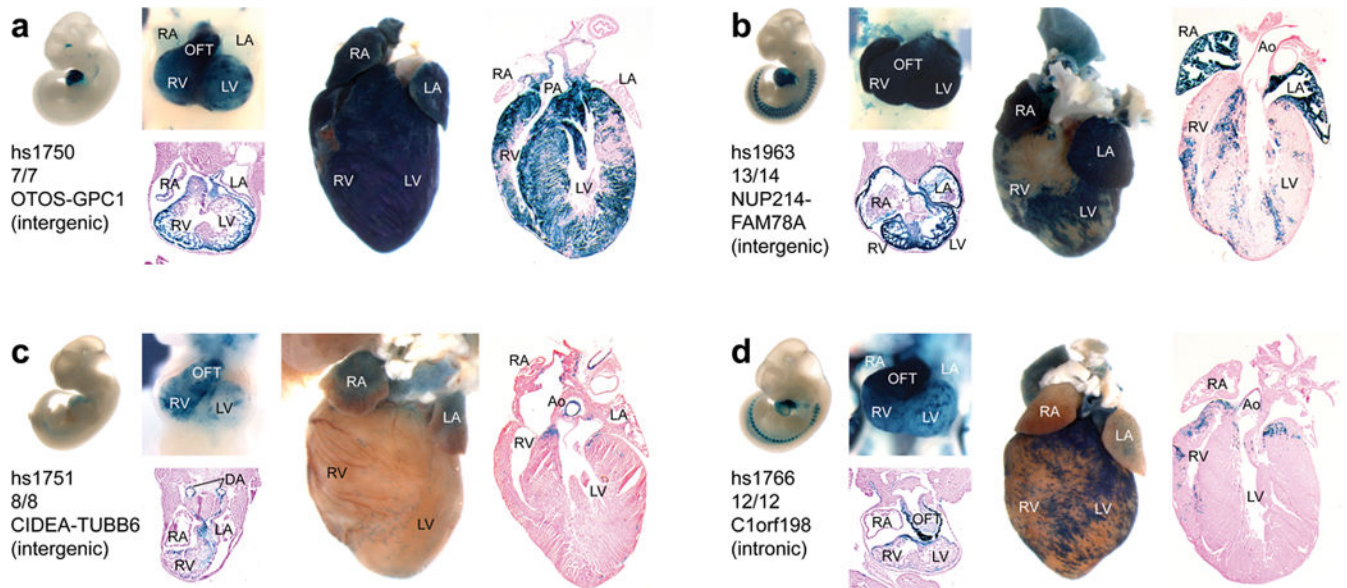 a
RA
OFT
LA
RV
LV
RA
LA
RV
LV
RA
LA
RV
LV
RA
PA
LA
RV
LV
hs1750
7/7
OTOS-GPC1
(intergenic)
b
OFT
RV
LV
LA
RA
RV
LV
RA
LA
RV
LV
RA
Ao
LA
RV
LV
hs1963
13/14
NUP214-
FAM78A
(intergenic)
c
OFT
RV
LV
DA
RA
LA
RV
RA
LA
RV
LV
RA
Ao
LA
RV
LV
hs1751
8/8
CIDEA-TUBB6
(intergenic)
d
RA
LA
OFT
RV
LV
RA
OFT
RV
LV
RA
LA
RV
LV
RA
Ao
RV
LV
hs1766
12/12
C1orf198
(intronic)